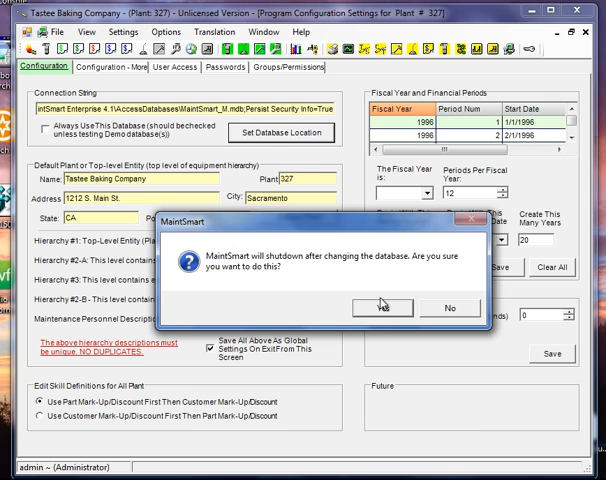 Tastee Baking Company - (Plant: 327) - Unlicensed Version - [Program Configuration Settings for Plant # 327]
File View Settings Options Translation Window Help
Configuration Configuration - More User Access Passwords Groups/Permissions
Connection String
intSmart Enterprise 4.1\AccessDatabases\MaintSmart_M.mdb;Persist Security Info=True
Always Use This Database (should be checked unless testing Demo database(s)
Set Database Location
Default Plant or Top-level Entity (top level of equipment hierarchy)
Name: Tastee Baking Company Plant 327
Address 1212 S. Main St. City: Sacramento
State: CA
Hierarchy #1: Top-Level Entity (Pla
Hierarchy #2-A: This level contains
Hierarchy #3: This level contains e
Hierarchy #2-B - This level contains
Maintenance Personnel Descripti
The above hierarchy descriptions must
be unique. NO DUPLICATES.
Save All Above As Global
Settings On Exit From This
Screen
Edit Skill Definitions for All Plant
Use Part Mark-Up/Discount First Then Customer Mark-Up/Discount
Use Customer Mark-Up/Discount First Then Part Mark-Up/Discount
Fiscal Year and Financial Periods
Fiscal Year Period Num Start Date
1996 1 1/1/1996
1996 2 2/1/1996
The Fiscal Year
is:
Periods Per Fiscal
Year:
12
Create This
Many Years
20
Save Clear All
0
Save
Future
MaintSmart
MaintSmart will shutdown after changing the database. Are you sure
you want to do this?
Yes No
admin ~ (Administrator)